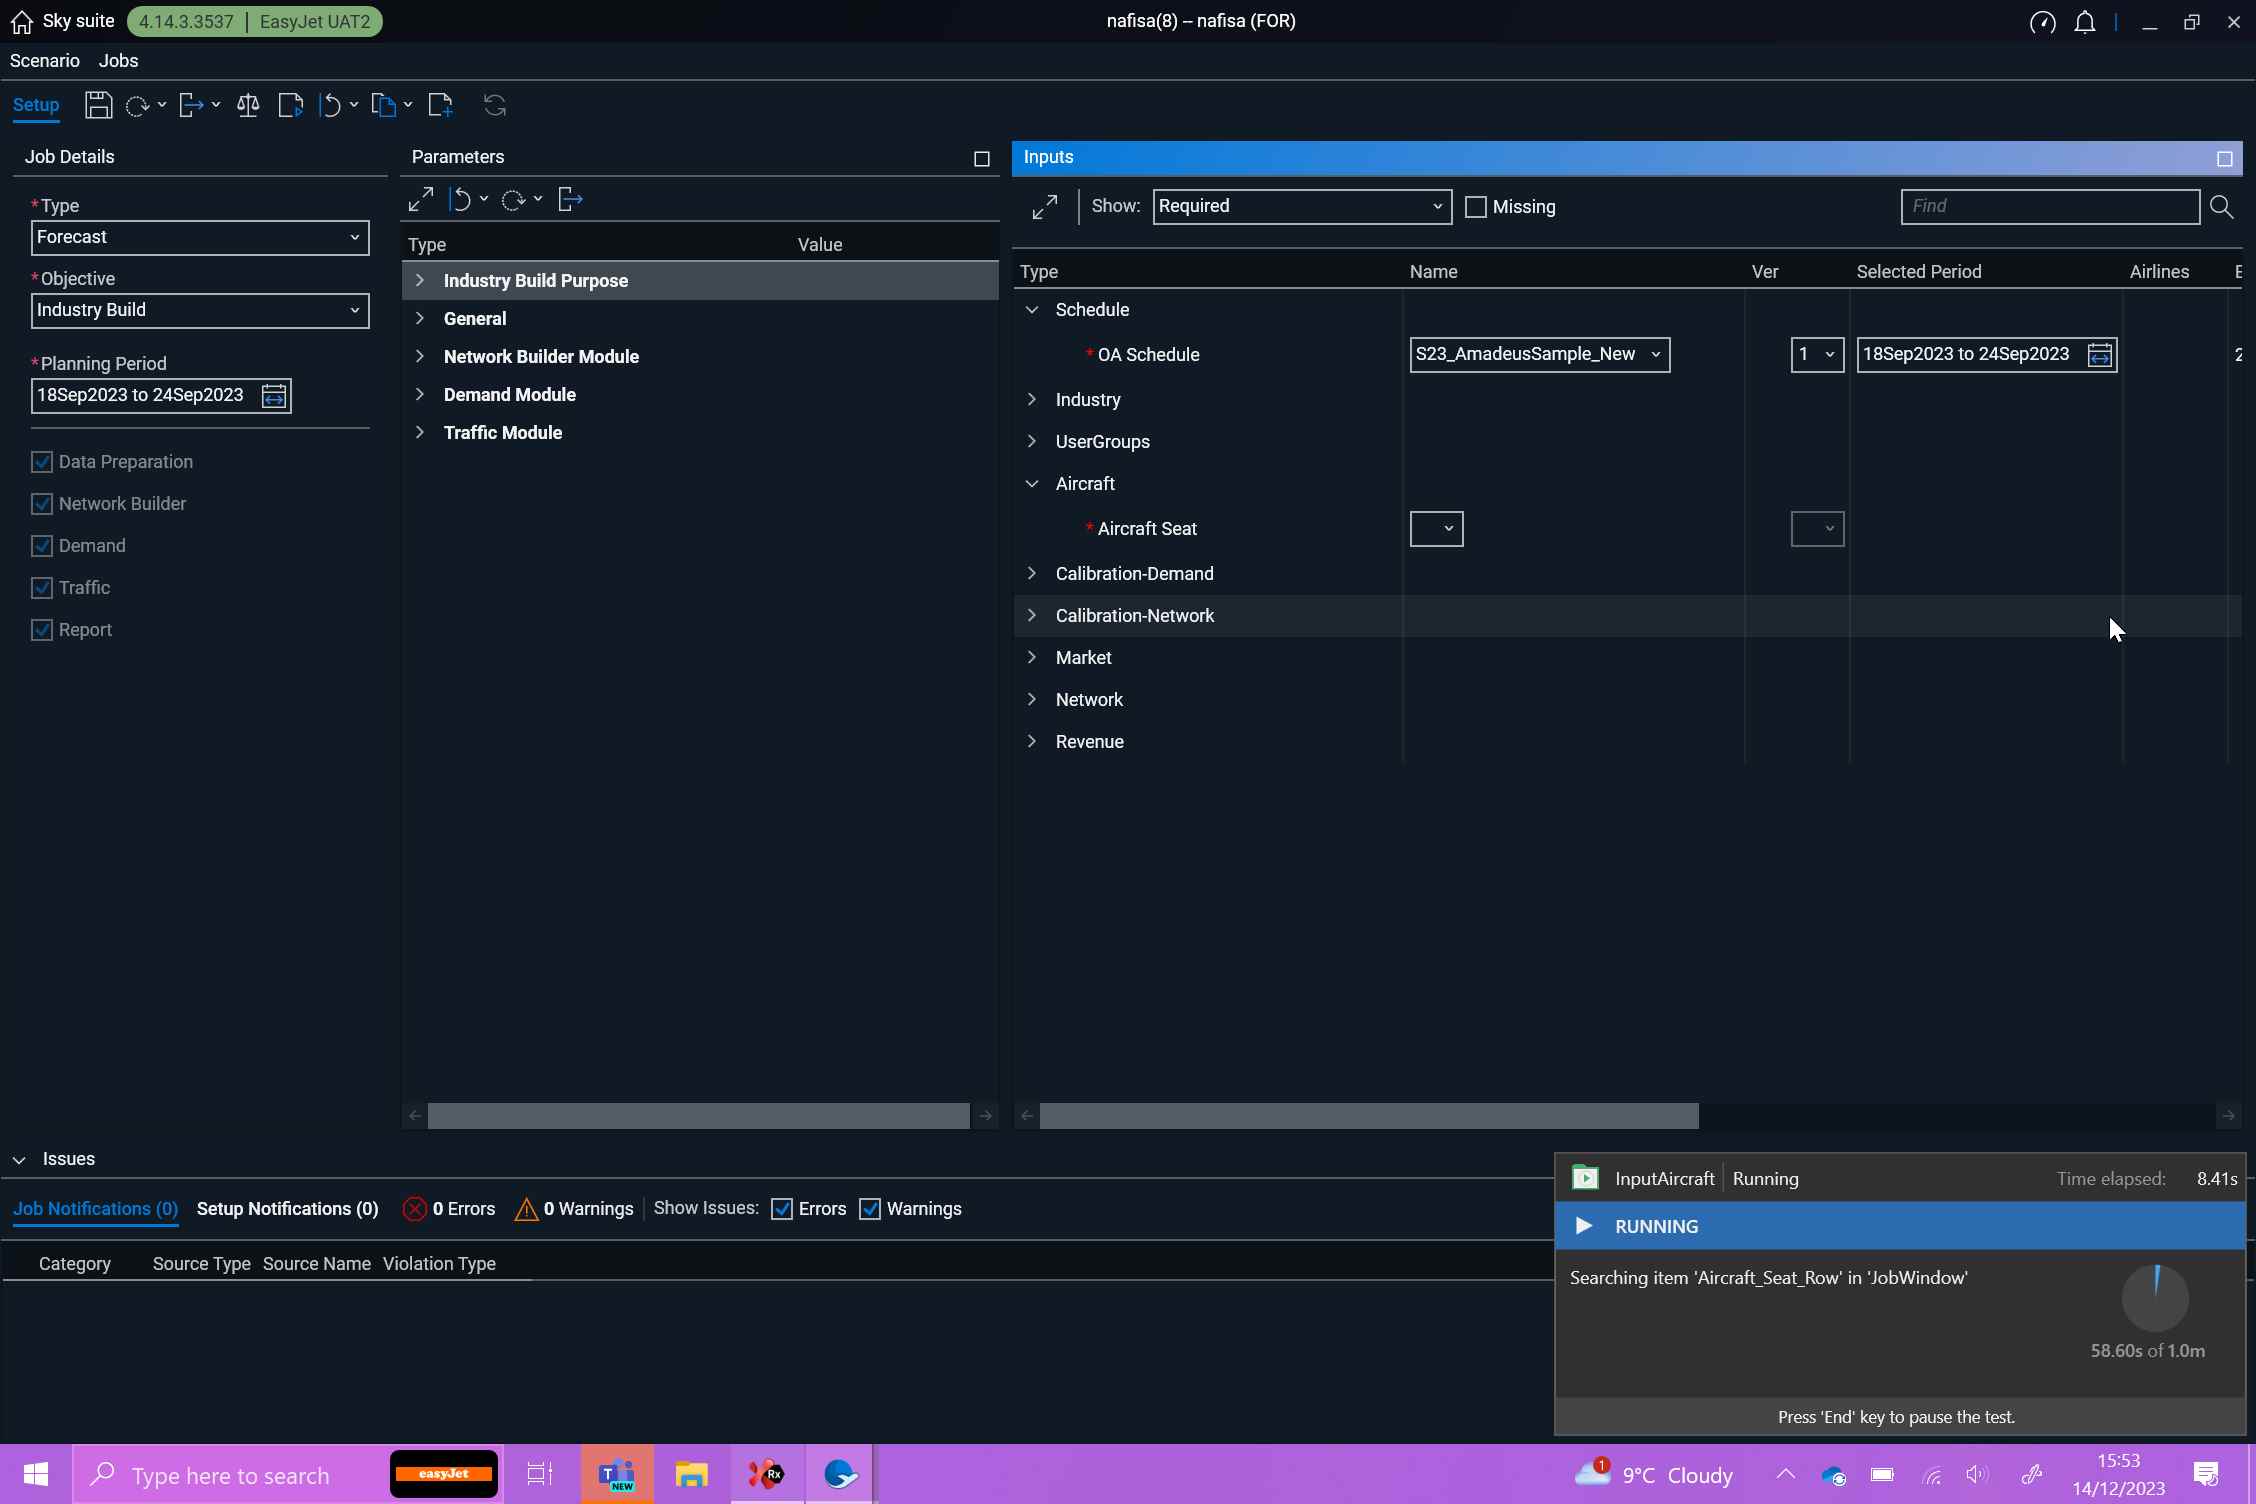 Sky suite 4.14.3.3537 | EasyJet UAT2 nafisa(8) – nafisa (FOR)
Scenario Jobs
Setup
Job Details
*Type
Forecast
*Objective
Industry Build
*Planning Period
18Sep2023 to 24Sep2023
Data Preparation
Network Builder
Demand
Traffic
Report
Parameters
Type Value
Industry Build Purpose
General
Network Builder Module
Demand Module
Traffic Module
Inputs
Show: Required Missing Find
Type Name Ver Selected Period Airlines
Schedule
* OA Schedule S23_AmadeusSample_New 1 18Sep2023 to 24Sep2023
Industry
UserGroups
Aircraft
* Aircraft Seat
Calibration-Demand
Calibration-Network
Market
Network
Revenue
Issues
Job Notifications (0) Setup Notifications (0) 0 Errors 0 Warnings Show Issues: Errors Warnings
Category Source Type Source Name Violation Type
InputAircraft Running Time elapsed: 8.41s
RUNNING
Searching item 'Aircraft_Seat_Row' in 'JobWindow'
58.60s of 1.0m
Press 'End' key to pause the test.
Type here to search easyJet T NEW Rx 1 9°C Cloudy 15:53
14/12/2023